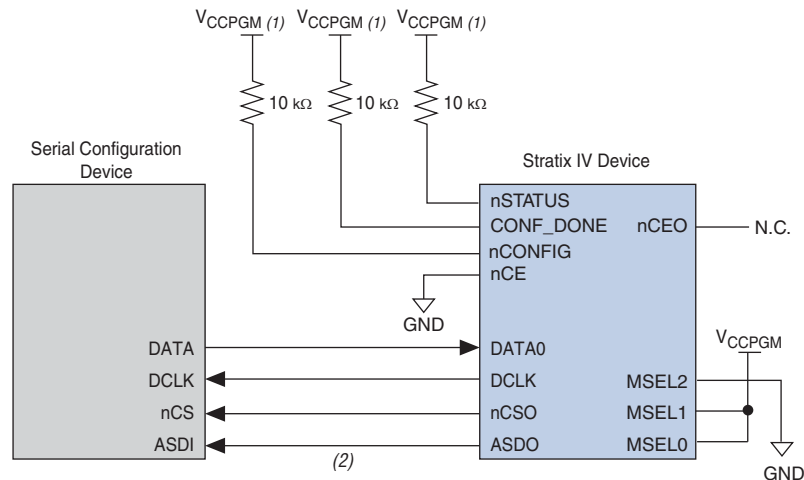 VCCPGM (1) VCCPGM (1) VCCPGM (1)
10 kΩ 10 kΩ 10 kΩ
Serial Configuration
Device
Stratix IV Device
nSTATUS
CONF_DONE nCEO N.C.
nCONFIG
nCE
GND
VCCPGM
DATA DATA0
DCLK DCLK MSEL2
nCS nCSO MSEL1
ASDI ASDO MSEL0
(2)
GND